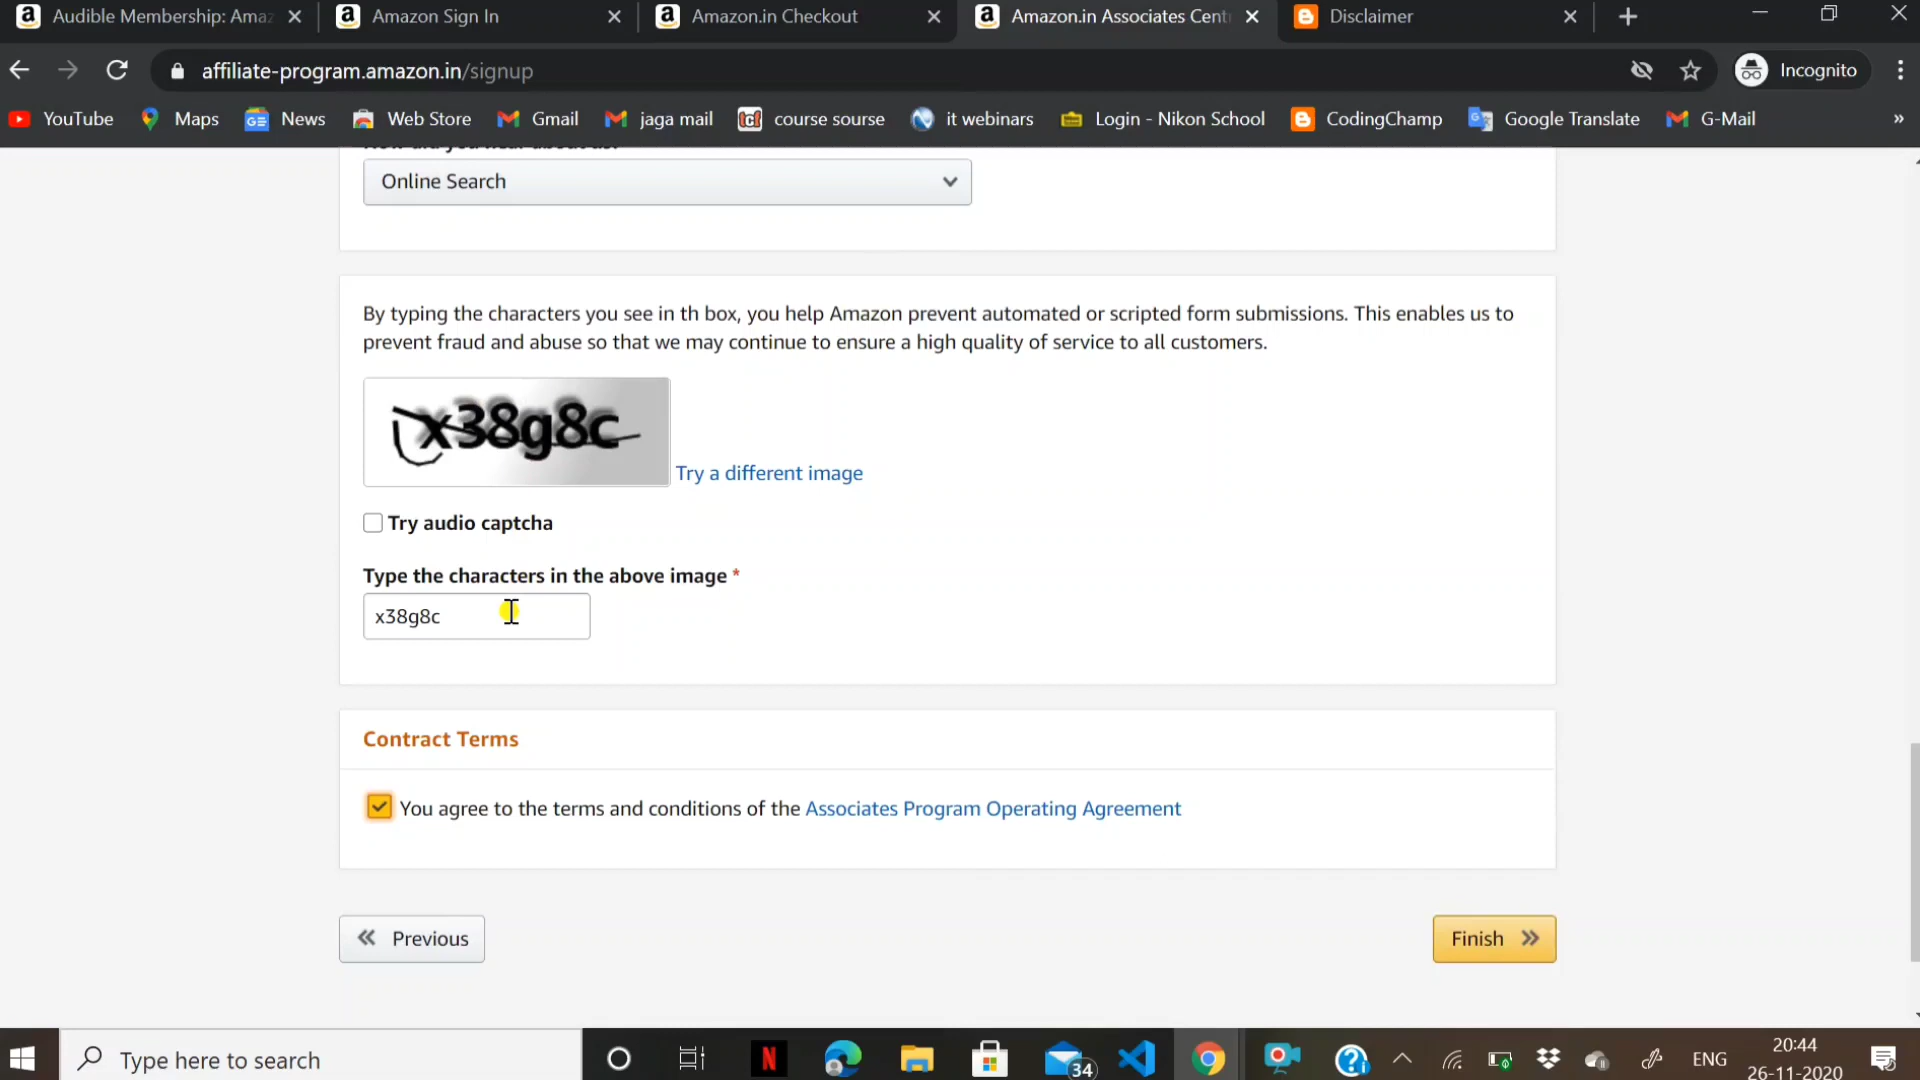 Audible Membership: Amaz
Amazon Sign In
Amazon.in Checkout
Amazon.in Associates Cent
Disclaimer
affiliate-program.amazon.in/signup
Incognito
YouTube
Maps
News
Web Store
Gmail
jaga mail
course sourse
it webinars
Login - Nikon School
CodingChamp
Google Translate
G-Mail
»
Online Search
By typing the characters you see in th box, you help Amazon prevent automated or scripted form submissions. This enables us to
prevent fraud and abuse so that we may continue to ensure a high quality of service to all customers.
x38g8c
Try a different image
Try audio captcha
Type the characters in the above image *
x38g8c
Contract Terms
You agree to the terms and conditions of the Associates Program Operating Agreement
« Previous
Finish »
Type here to search
34
ENG
20:44
26-11-2020